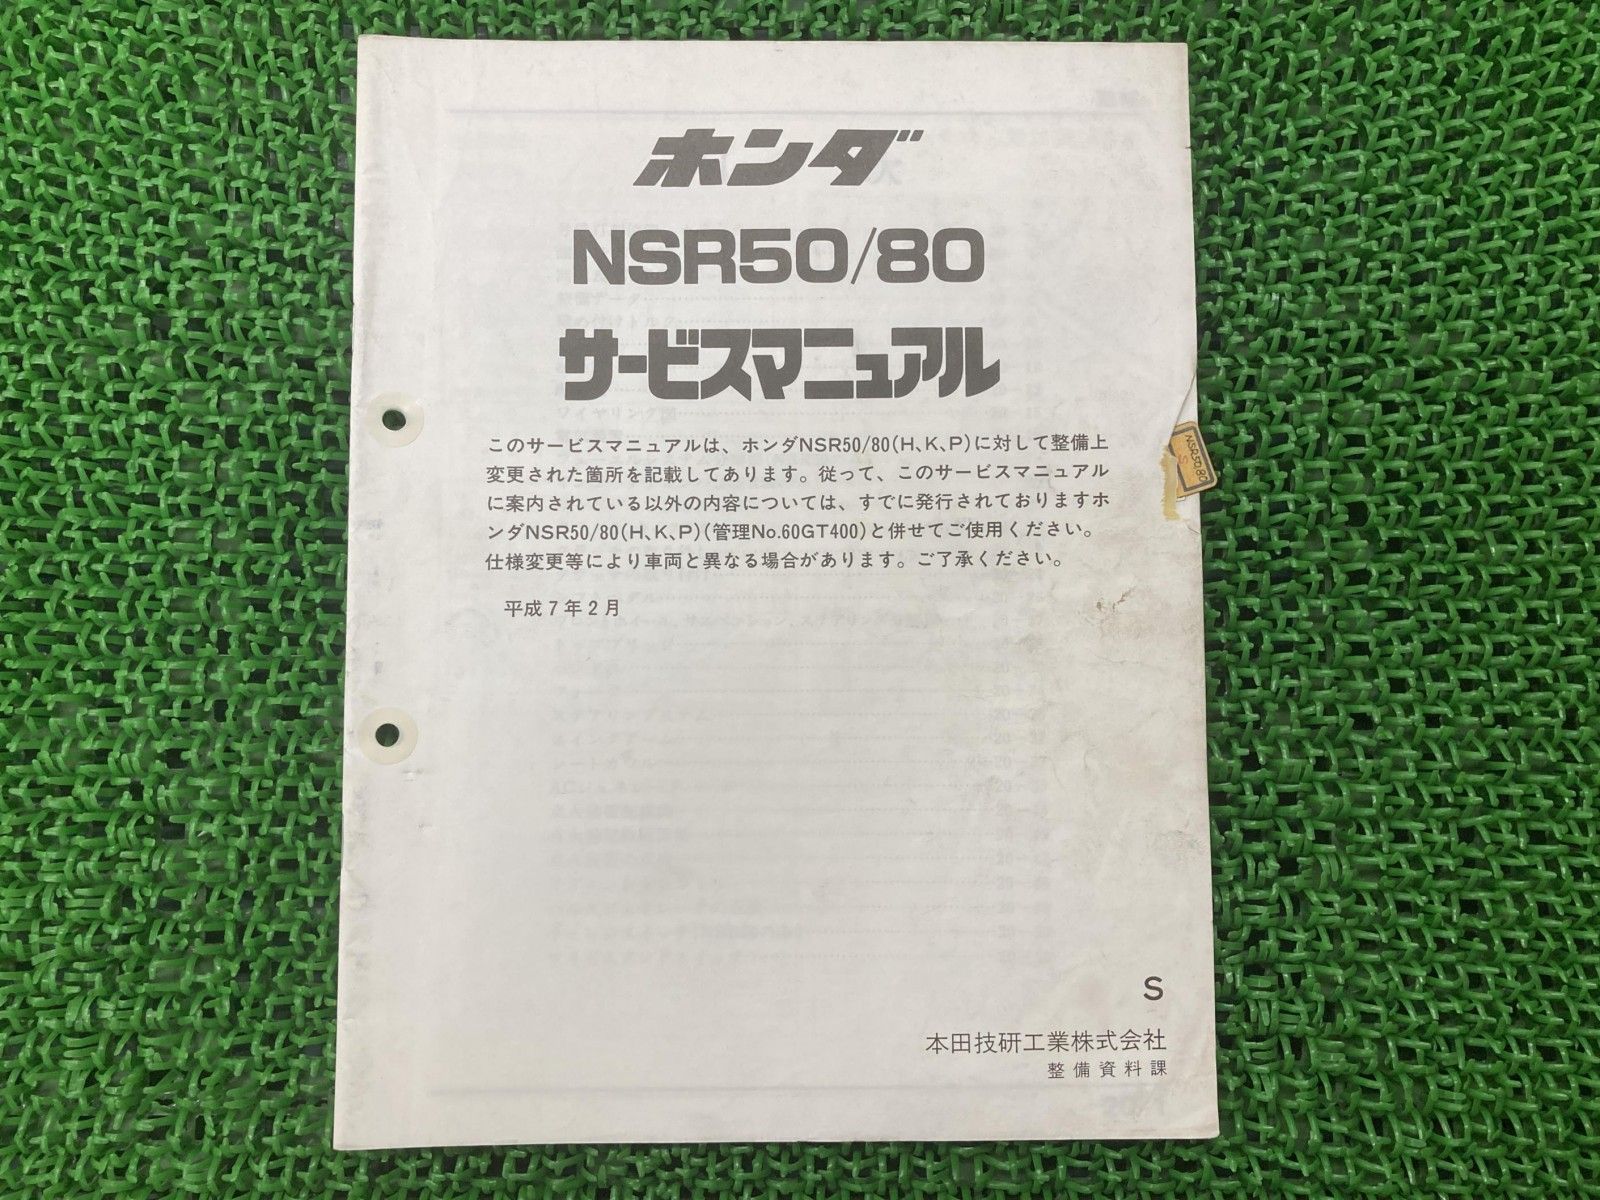 ホンダ
NSR50/80
サービスマニュアル
このサービスマニュアルは、ホンダNSR50/80(H、K、P)に対して整備上
変更された箇所を記載してあります。従って、このサービスマニュアル
に案内されている以外の内容については、すでに発行されておりますホ
ンダNSR50/80(H、K、P)(管理No.60GT400)と併せてご使用ください。
仕様変更等により車両と異なる場合があります。ご了承ください。
平成7年2月
NSR50/80
S
S
本田技研工業株式会社
整備資料課